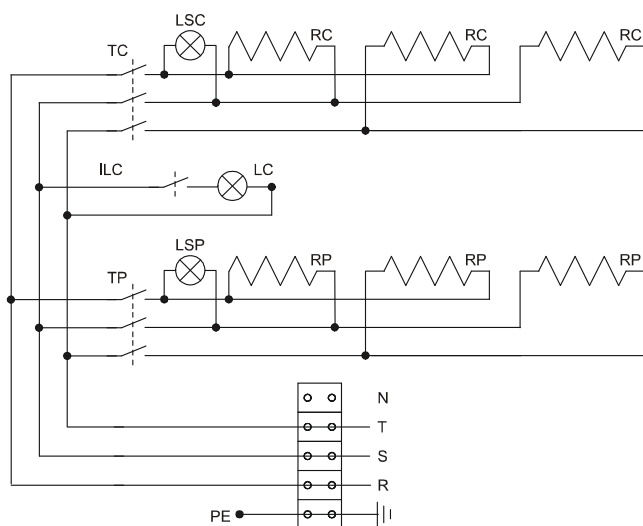 LSC RC RC RC
TC
ILC LC
LSP RP RP RP
TP
N
T
S
R
PE